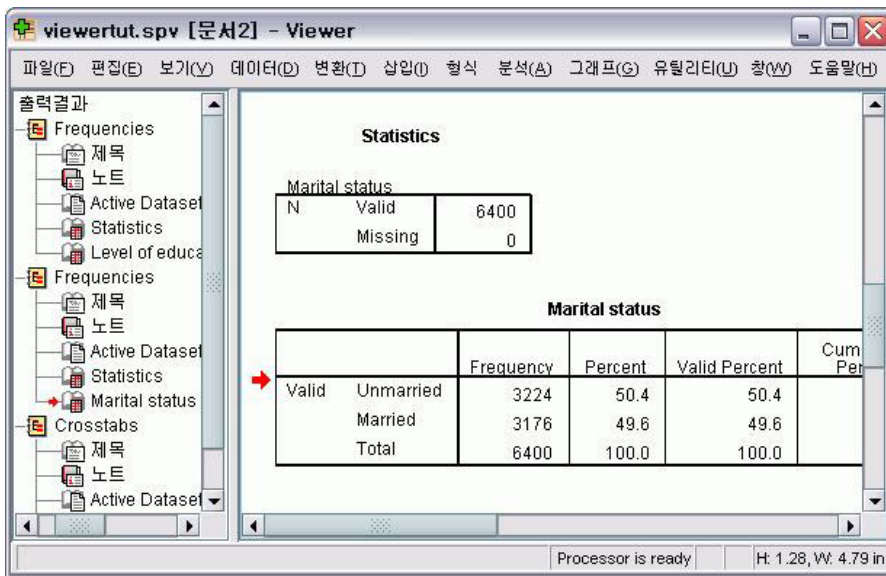 viewertut.spv [문서2] - Viewer
파일(F) 편집(E) 보기(V) 데이터(D) 변환(T) 삽입(I) 형식 분석(A) 그래프(G) 유틸리티(U) 창(W) 도움말(H)
출력결과
Frequencies
제목
노트
Active Dataset
Statistics
Level of educa
Frequencies
제목
노트
Active Dataset
Statistics
Marital status
Crosstabs
제목
노트
Active Dataset
Statistics
Marital status
N Valid 6400
Missing 0
Marital status
Frequency Percent Valid Percent Cum
Per
Valid Unmarried 3224 50.4 50.4
Married 3176 49.6 49.6
Total 6400 100.0 100.0
Processor is ready H: 1.28, W: 4.79 in